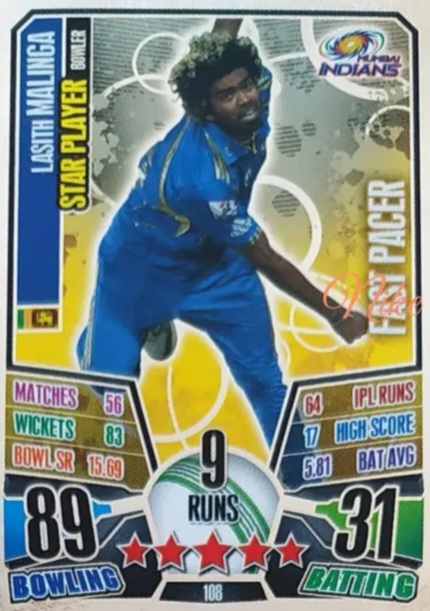 LASITH MALINGA
STAR PLAYER
BOWLER
MUMBAI
INDIANS
PACER
Nike
MATCHES 56
WICKETS 83
BOWL SR 15.69
64 IPL RUNS
17 HIGH SCORE
5.81 BAT AVG
9
RUNS
89
BOWLING
31
BATTING
108